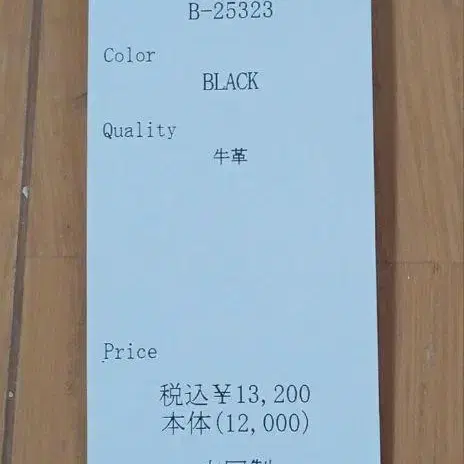 B-25323
Color
BLACK
Quality
牛革
Price
税込¥13,200
本体(12,000)